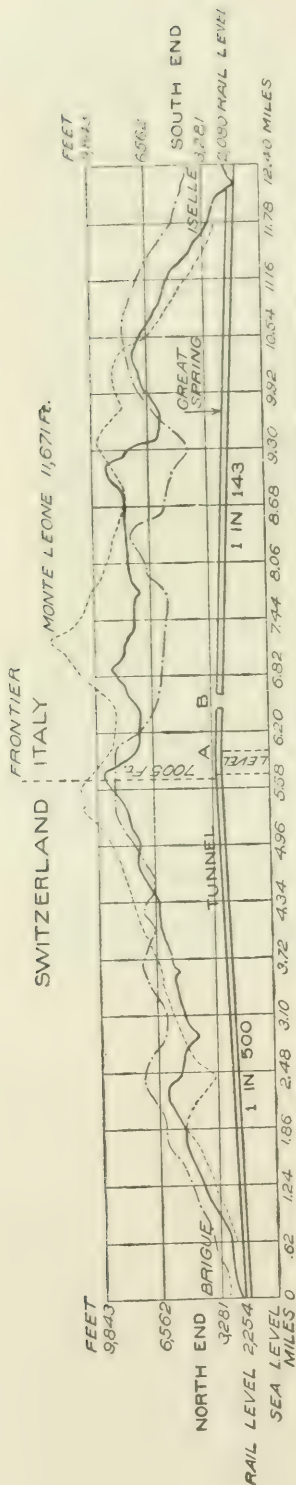 FRONTIER
SWITZERLAND ITALY
MONTE LEONE 11,671 Ft.
FEET
9,843
6,562
3,281
NORTH END
BRIGUE
RAIL LEVEL 2,254
SEA LEVEL
MILES
7005 Ft.
TUNNEL
A
B
LEVEL
1 IN 500
1 IN 143
GREAT
SPRING
FEET
9,843
6,562
SOUTH END
3,281
ISELLE
2,080 RAIL LEVEL
0 .62 1.24 1.86 2.48 3.10 3.72 4.34 4.96 5.58 6.20 6.82 7.44 8.06 8.68 9.30 9.92 10.54 11.16 11.78 12.40 MILES